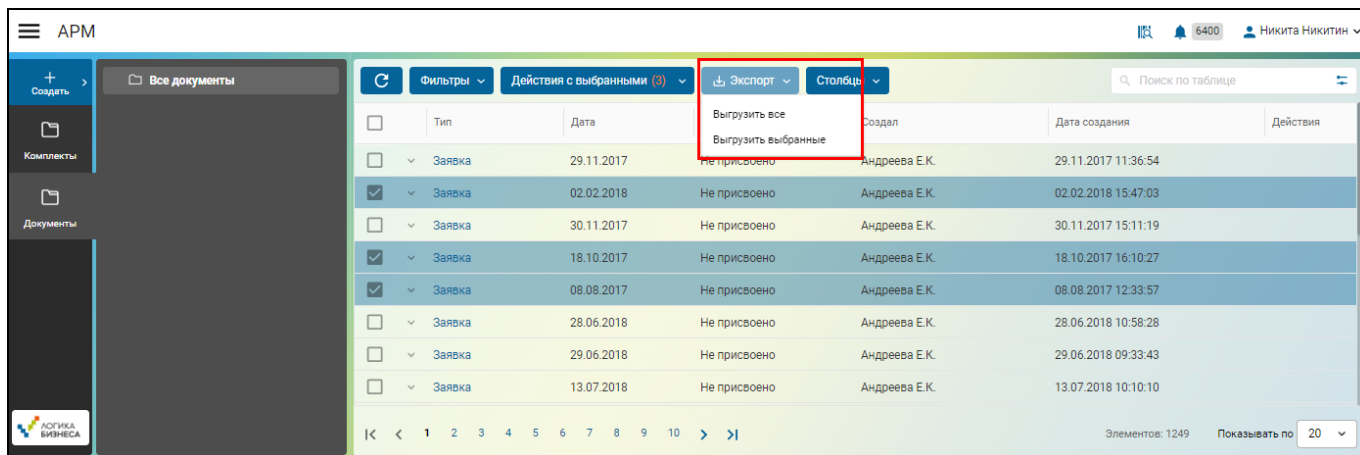 АРМ
6400 Никита Никитин
Создать
Комплекты
Документы
ЛОГИКА
БИЗНЕСА
Все документы
Фильтры Действия с выбранными (3) Экспорт Столбцы Поиск по таблице
Выгрузить все
Выгрузить выбранные
Тип Дата Создал Дата создания Действия
Заявка 29.11.2017 Не присвоено Андреева Е.К. 29.11.2017 11:36:54
Заявка 02.02.2018 Не присвоено Андреева Е.К. 02.02.2018 15:47:03
Заявка 30.11.2017 Не присвоено Андреева Е.К. 30.11.2017 15:11:19
Заявка 18.10.2017 Не присвоено Андреева Е.К. 18.10.2017 16:10:27
Заявка 08.08.2017 Не присвоено Андреева Е.К. 08.08.2017 12:33:57
Заявка 28.06.2018 Не присвоено Андреева Е.К. 28.06.2018 10:58:28
Заявка 29.06.2018 Не присвоено Андреева Е.К. 29.06.2018 09:33:43
Заявка 13.07.2018 Не присвоено Андреева Е.К. 13.07.2018 10:10:10
1 2 3 4 5 6 7 8 9 10 Элементов: 1249 Показывать по 20